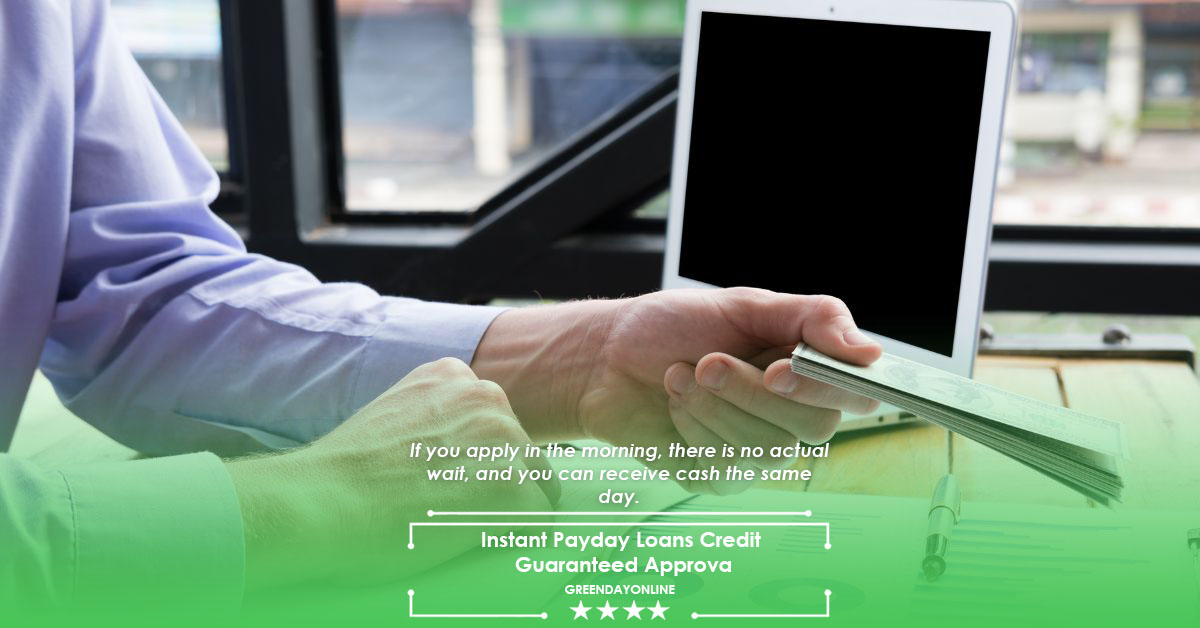 If you apply in the morning, there is no actual
wait, and you can receive cash the same
day.
Instant Payday Loans Credit
Guaranteed Approva
GREENDAYONLINE